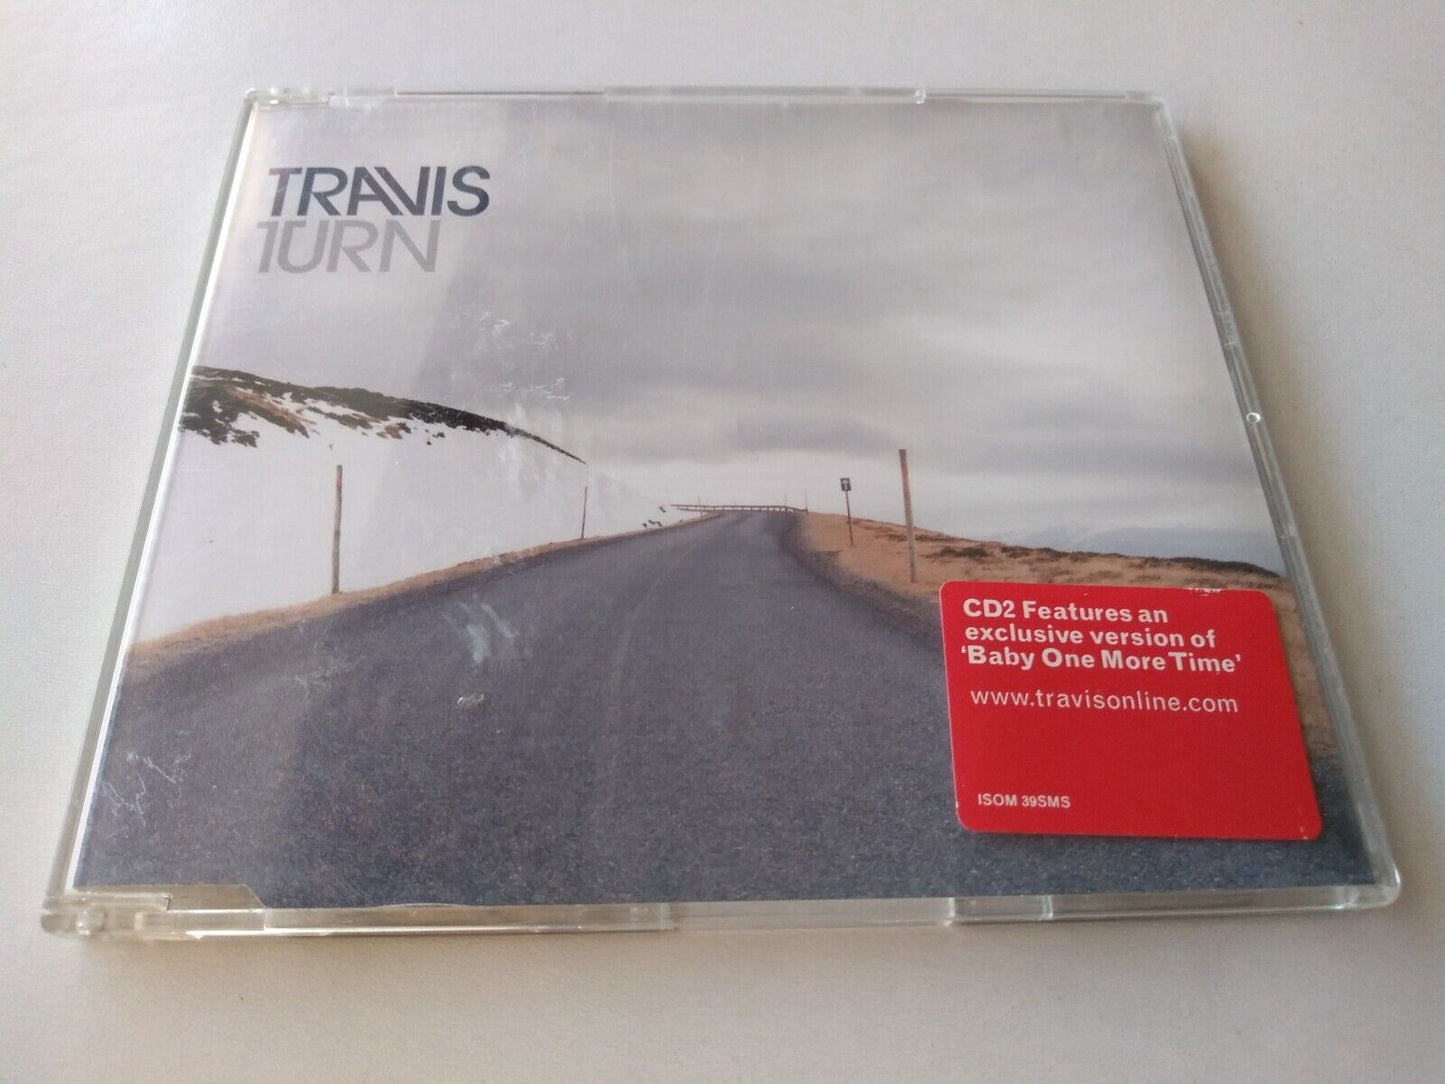 TRAVIS
TURN
CD2 Features an
exclusive version of
‘Baby One More Time’
www.travisonline.com
ISOM 39SMS